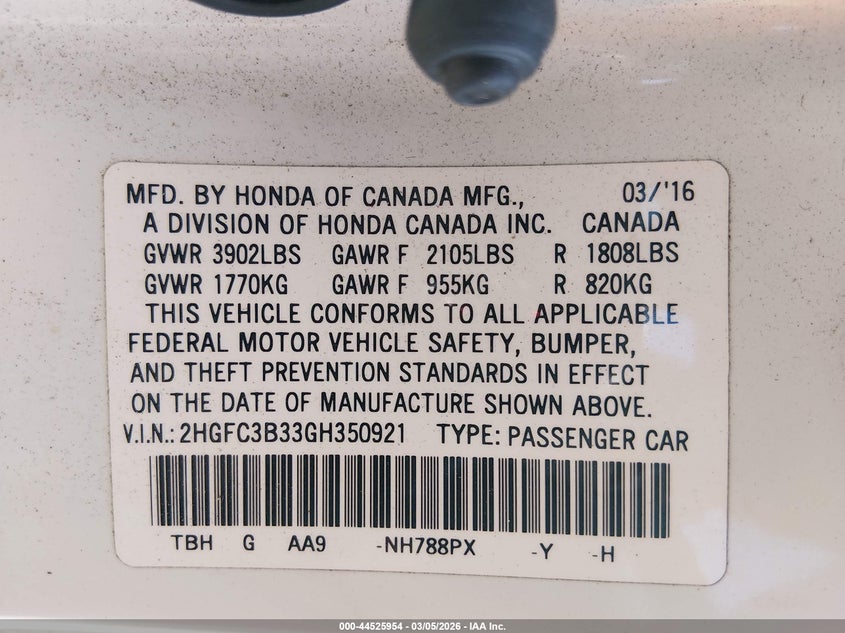 MFD. BY HONDA OF CANADA MFG., 03/'16
A DIVISION OF HONDA CANADA INC. CANADA
GVWR 3902LBS GAWR F 2105LBS R 1808LBS
GVWR 1770KG GAWR F 955KG R 820KG
THIS VEHICLE CONFORMS TO ALL APPLICABLE
FEDERAL MOTOR VEHICLE SAFETY, BUMPER,
AND THEFT PREVENTION STANDARDS IN EFFECT
ON THE DATE OF MANUFACTURE SHOWN ABOVE.
V.I.N.: 2HGFC3B33GH350921 TYPE: PASSENGER CAR
TBH G AA9 -NH788PX -Y -H
000-44525954 - 03/05/2026 - IAA Inc.